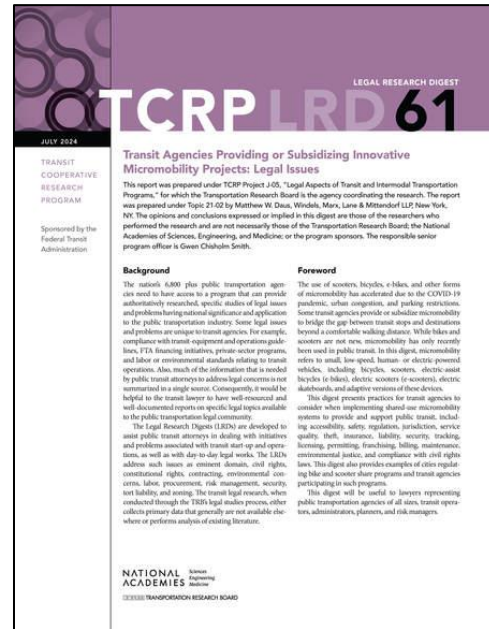 LEGAL RESEARCH DIGEST
TCRP LRD 61
JULY 2024
TRANSIT
COOPERATIVE
RESEARCH
PROGRAM
Sponsored by the
Federal Transit
Administration
Transit Agencies Providing or Subsidizing Innovative
Micromobility Projects: Legal Issues
This report was prepared under TCRP Project J-05, "Legal Aspects of Transit and Intermodal Transportation
Programs," for which the Transportation Research Board is the agency coordinating the research. The report
was prepared under Topic 21-02 by Matthew W. Daus, Windels, Marx, Lane & Mittendorf LLP, New York,
NY. The opinions and conclusions expressed or implied in this digest are those of the researchers who
performed the research and are not necessarily those of the Transportation Research Board; the National
Academies of Sciences, Engineering, and Medicine; or the program sponsors. The responsible senior
program officer is Gwen Chisholm Smith.
Background
The nation's 6,800 plus public transportation agen-
cies need to have access to a program that can provide
authoritatively researched, specific studies of legal issues
and problems having national significance and application
to the public transportation industry. Some legal issues
and problems are unique to transit agencies. For example,
compliance with transit-equipment and operations guide-
lines, FTA financing initiatives, private-sector programs,
and labor or environmental standards relating to transit
operations. Also, much of the information that is needed
by public transit attorneys to address legal concerns is not
summarized in a single source. Consequently, it would be
helpful to the transit lawyer to have well-resourced and
well-documented reports on specific legal topics available
to the public transportation legal community.
The Legal Research Digests (LRDs) are developed to
assist public transit attorneys in dealing with initiatives
and problems associated with transit start-up and opera-
tions, as well as with day-to-day legal works. The LRDs
address such issues as eminent domain, civil rights,
constitutional rights, contracting, environmental con-
cerns, labor, procurement, risk management, security,
tort liability, and zoning. The transit legal research, when
conducted through the TRB's legal studies process, either
collects primary data that generally are not available else-
where or performs analysis of existing literature.
Foreword
The use of scooters, bicycles, e-bikes, and other forms
of micromobility has accelerated due to the COVID-19
pandemic, urban congestion, and parking restrictions.
Some transit agencies provide or subsidize micromobility
to bridge the gap between transit stops and destinations
beyond a comfortable walking distance. While bikes and
scooters are not new, micromobility has only recently
been used in public transit. In this digest, micromobility
refers to small, low-speed, human- or electric-powered
vehicles, including bicycles, scooters, electric-assist
bicycles (e-bikes), electric scooters (e-scooters), electric
skateboards, and adaptive versions of these devices.
This digest presents practices for transit agencies to
consider when implementing shared-use micromobility
systems to provide and support public transit, includ-
ing accessibility, safety, regulation, jurisdiction, service
quality, theft, insurance, liability, security, tracking,
licensing, permitting, franchising, billing, maintenance,
environmental justice, and compliance with civil rights
laws. This digest also provides examples of cities regulat-
ing bike and scooter share programs and transit agencies
participating in such programs.
This digest will be useful to lawyers representing
public transportation agencies of all sizes, transit opera-
tors, administrators, planners, and risk managers.
NATIONAL ACADEMIES
Sciences
Engineering
Medicine
TRANSPORTATION RESEARCH BOARD